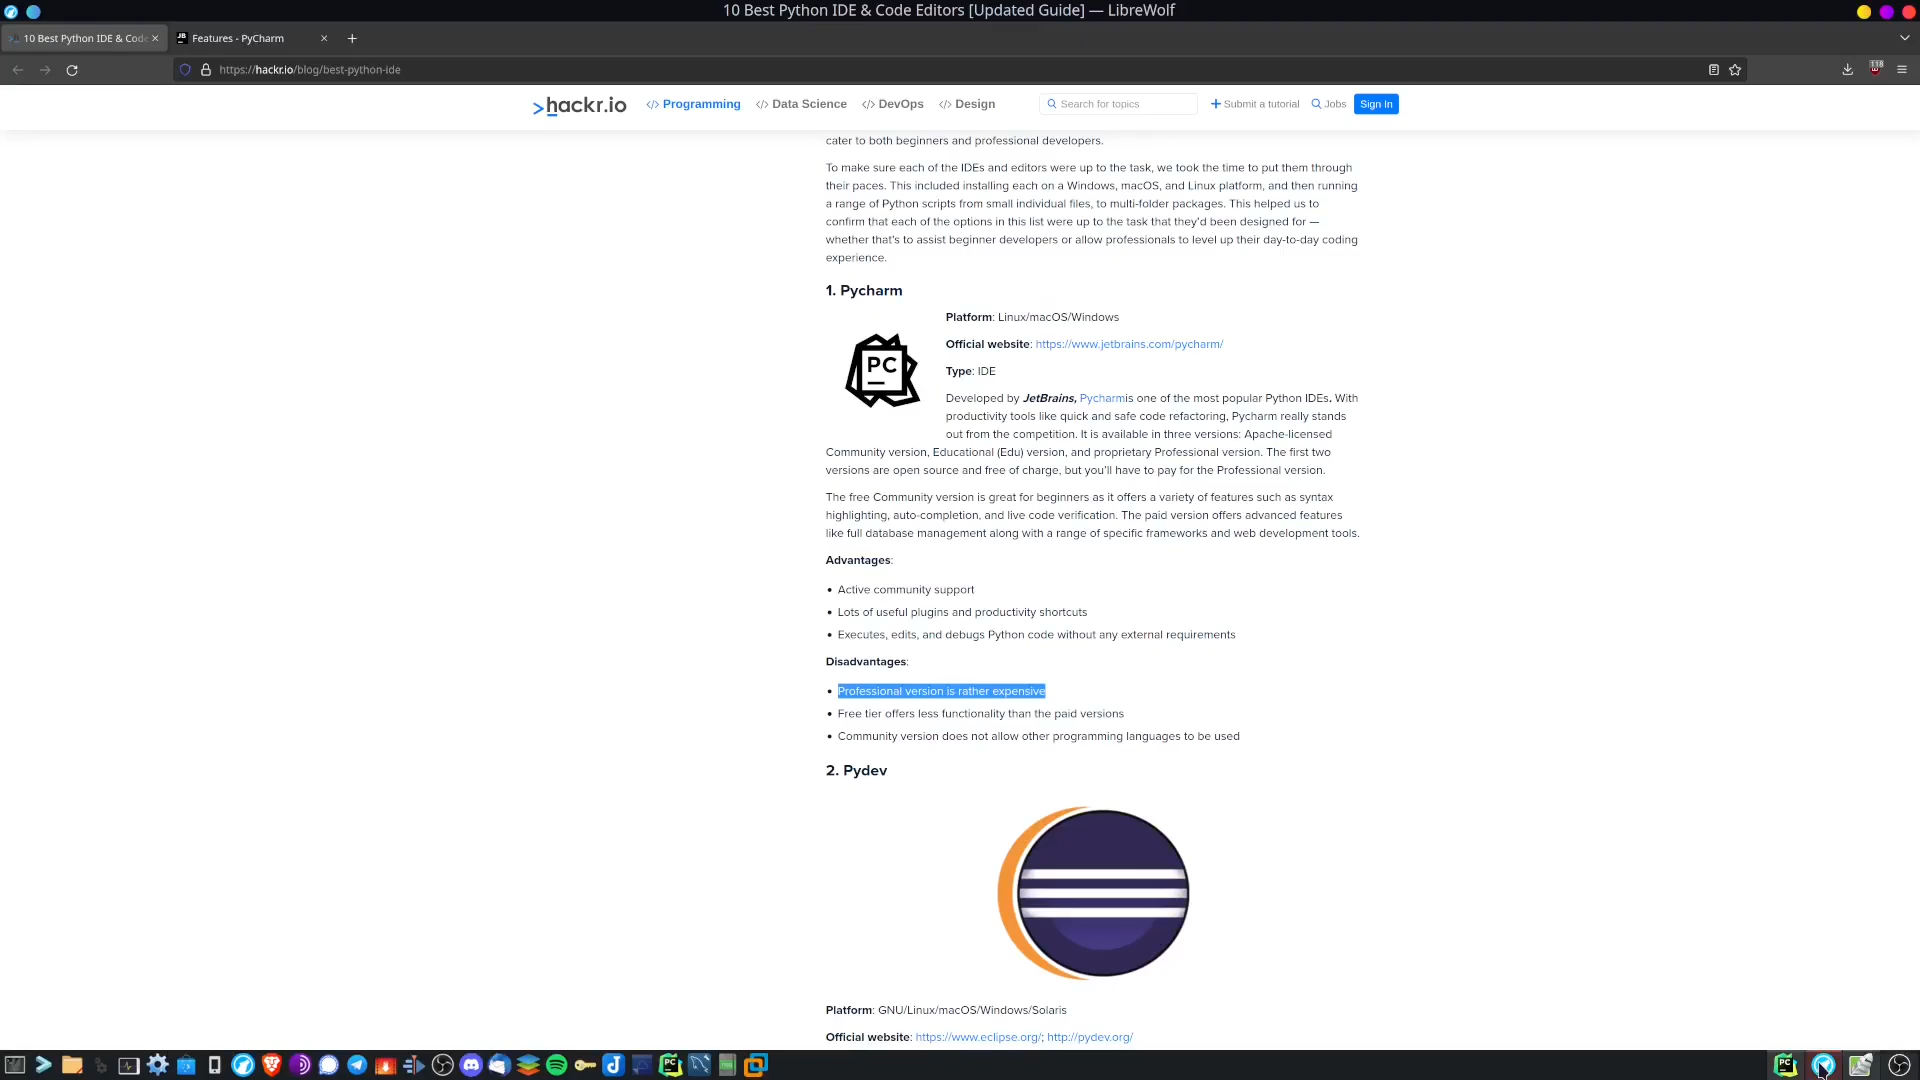 10 Best Python IDE & Code Editors [Updated Guide] — LibreWolf
10 Best Python IDE & Code
Features - PyCharm
https://hackr.io/blog/best-python-ide
118
hackr.io
</> Programming
</> Data Science
</> DevOps
</> Design
Search for topics
Submit a tutorial
Jobs
Sign In
cater to both beginners and professional developers.
To make sure each of the IDEs and editors were up to the task, we took the time to put them through
their paces. This included installing each on a Windows, macOS, and Linux platform, and then running
a range of Python scripts from small individual files, to multi-folder packages. This helped us to
confirm that each of the options in this list were up to the task that they'd been designed for —
whether that's to assist beginner developers or allow professionals to level up their day-to-day coding
experience.
1. Pycharm
PC
Platform: Linux/macOS/Windows
Official website: https://www.jetbrains.com/pycharm/
Type: IDE
Developed by JetBrains, Pycharmis one of the most popular Python IDEs. With
productivity tools like quick and safe code refactoring, Pycharm really stands
out from the competition. It is available in three versions: Apache-licensed
Community version, Educational (Edu) version, and proprietary Professional version. The first two
versions are open source and free of charge, but you'll have to pay for the Professional version.
The free Community version is great for beginners as it offers a variety of features such as syntax
highlighting, auto-completion, and live code verification. The paid version offers advanced features
like full database management along with a range of specific frameworks and web development tools.
Advantages:
• Active community support
• Lots of useful plugins and productivity shortcuts
• Executes, edits, and debugs Python code without any external requirements
Disadvantages:
• Professional version is rather expensive
• Free tier offers less functionality than the paid versions
• Community version does not allow other programming languages to be used
2. Pydev
Platform: GNU/Linux/macOS/Windows/Solaris
Official website: https://www.eclipse.org/; http://pydev.org/